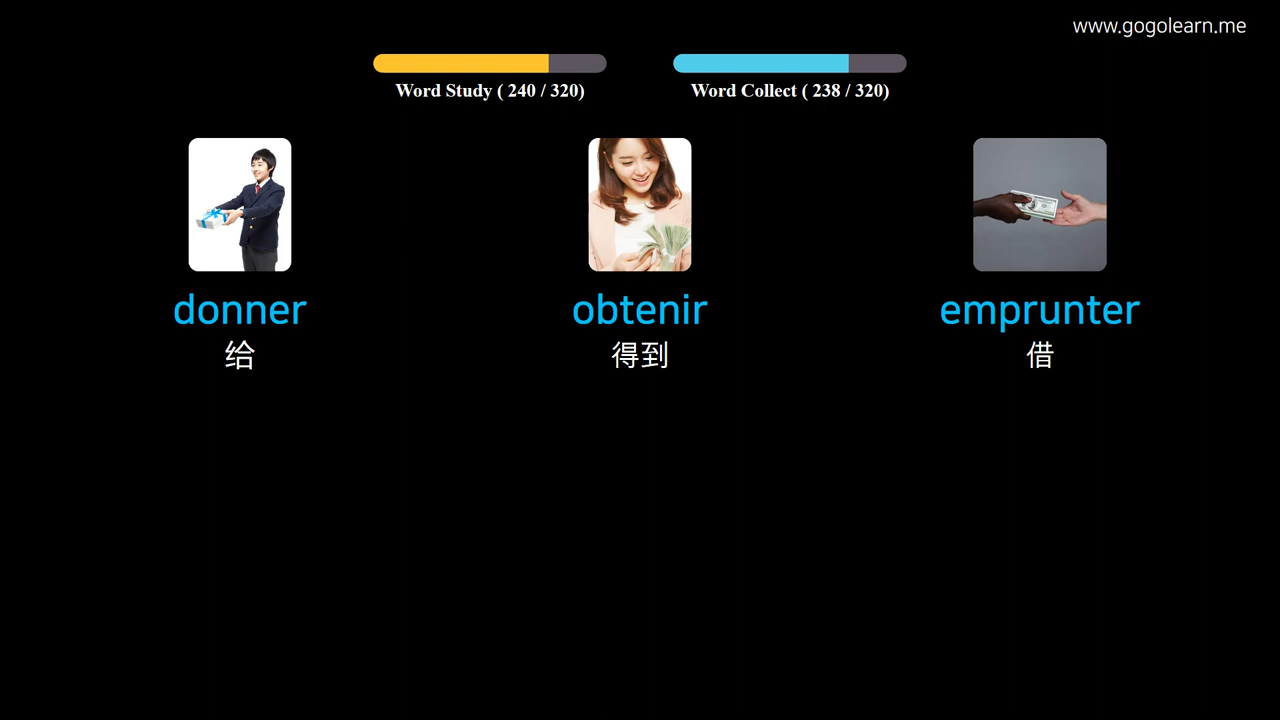 www.gogolearn.me
Word Study ( 240 / 320)
Word Collect ( 238 / 320)
donner
obtenir
emprunter
给
得到
借